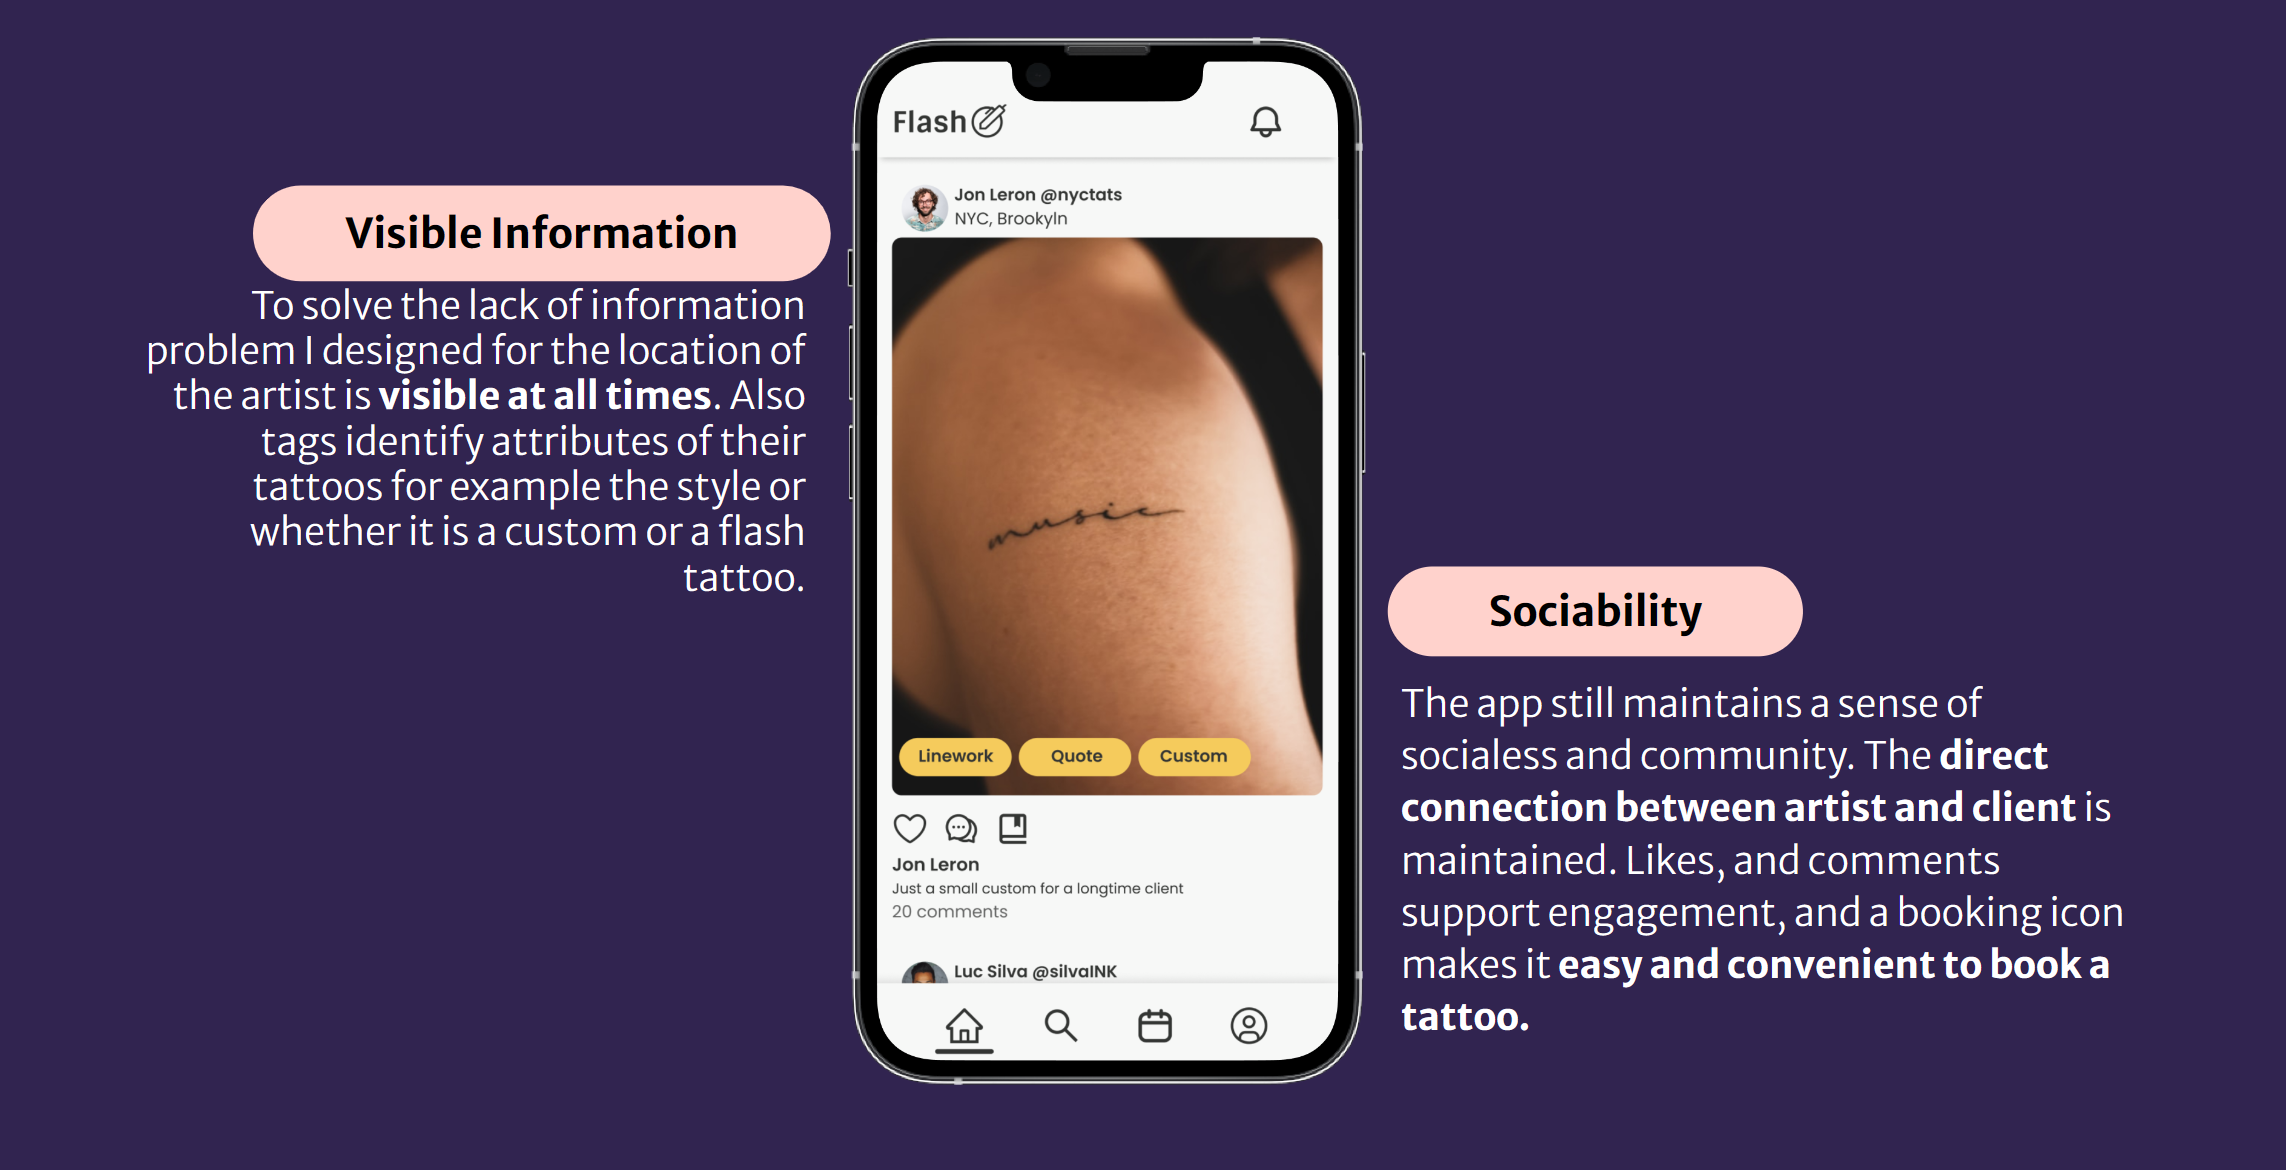 Visible Information
To solve the lack of information
problem I designed for the location of
the artist is visible at all times. Also
tags identify attributes of their
tattoos for example the style or
whether it is a custom or a flash
tattoo.
Flash
Jon Leron @nyctats
NYC, Brookyln
music
Linework
Quote
Custom
Jon Leron
Just a small custom for a longtime client
20 comments
Luc Silva @silvaINK
Sociability
The app still maintains a sense of
socialess and community. The direct
connection between artist and client is
maintained. Likes, and comments
support engagement, and a booking icon
makes it easy and convenient to book a
tattoo.